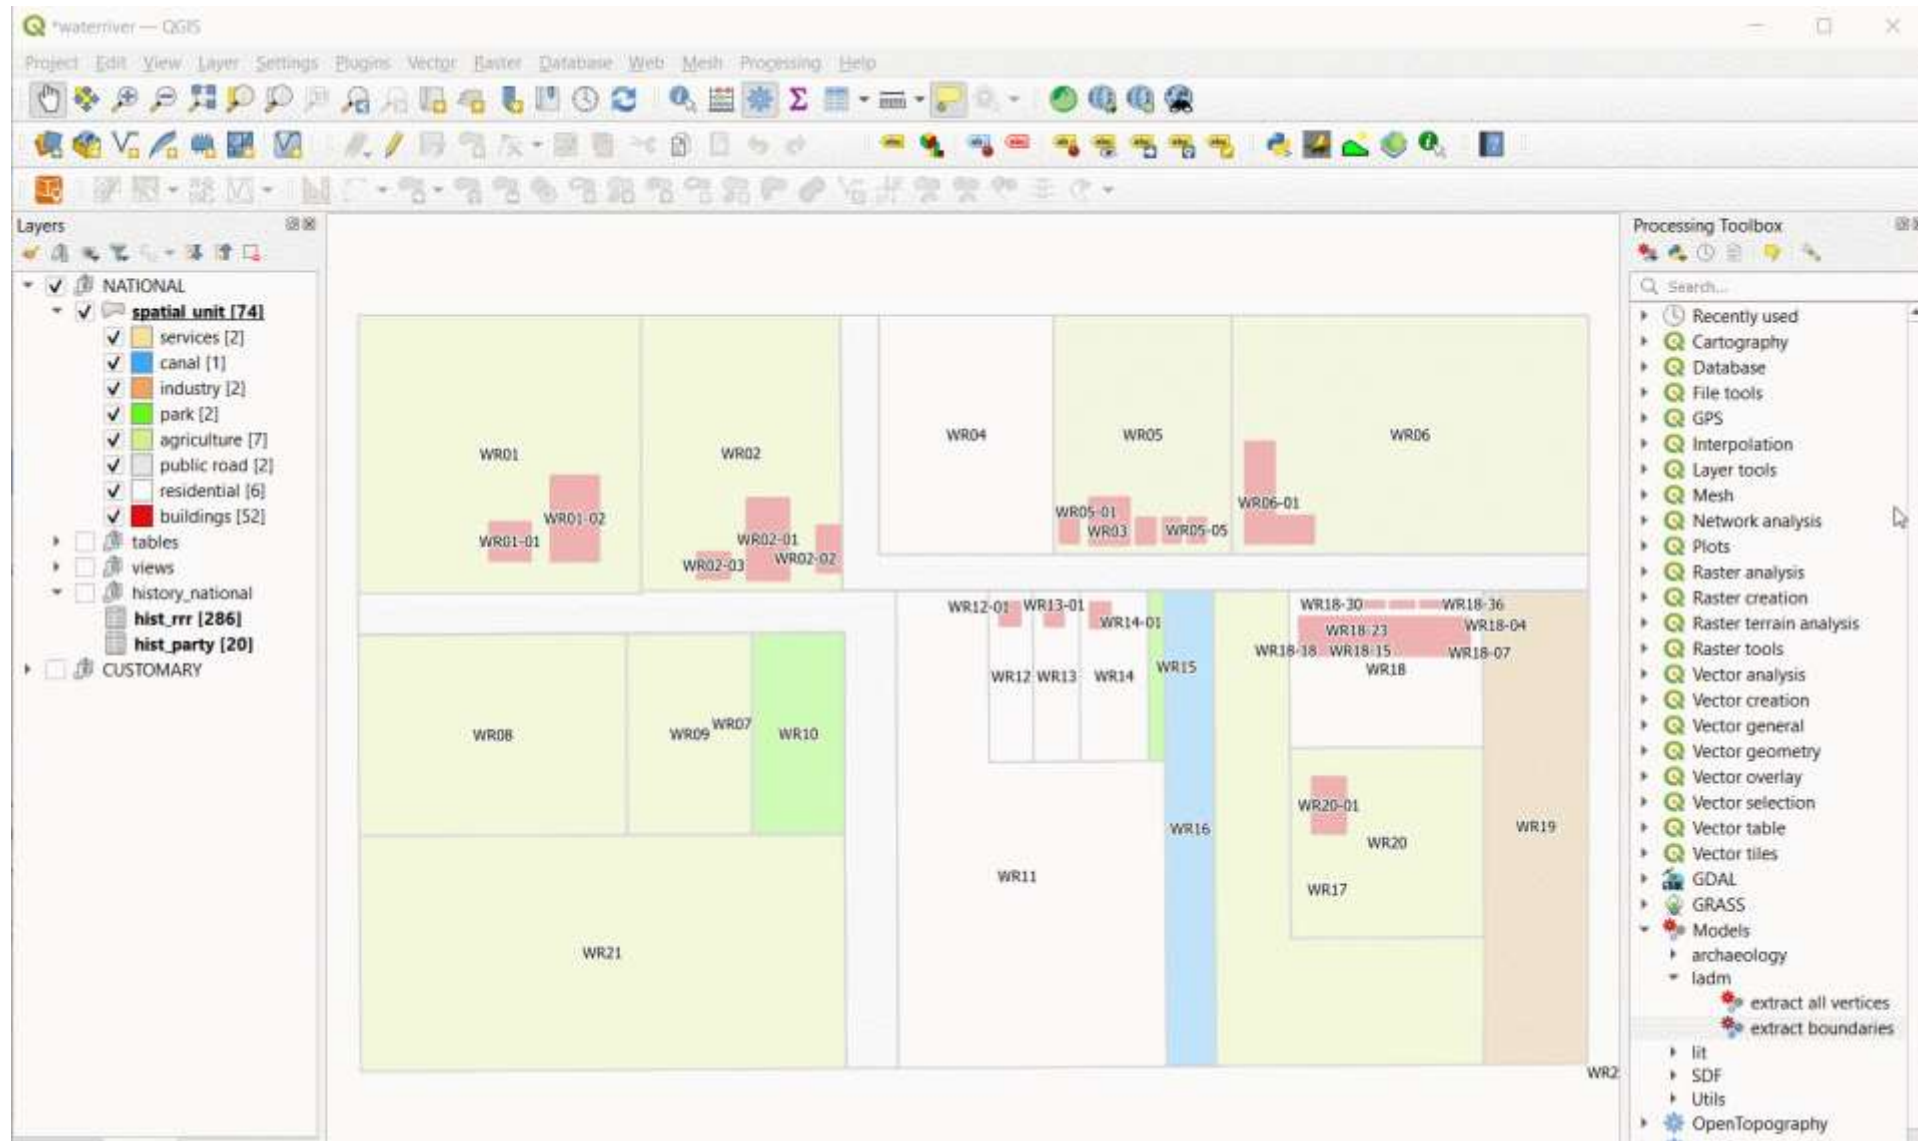 *waterriver — QGIS
Project Edit View Layer Settings Plugins Vector Raster Database Web Mesh Processing Help
Layers
NATIONAL
spatial_unit [74]
services [2]
canal [1]
industry [2]
park [2]
agriculture [7]
public road [2]
residential [6]
buildings [52]
tables
views
history_national
hist_rrr [286]
hist_party [20]
CUSTOMARY
WR01
WR02
WR04
WR05
WR06
WR01-02
WR01-01
WR02-01
WR02-02
WR02-03
WR05-01
WR03
WR05-05
WR06-01
WR12-01
WR13-01
WR14-01
WR12
WR13
WR14
WR15
WR18-30
WR18-36
WR18-23
WR18-04
WR18-18
WR18-15
WR18-07
WR18
WR08
WR09
WR07
WR10
WR20-01
WR16
WR20
WR19
WR11
WR17
WR21
WR2
Processing Toolbox
Search...
Recently used
Cartography
Database
File tools
GPS
Interpolation
Layer tools
Mesh
Network analysis
Plots
Raster analysis
Raster creation
Raster terrain analysis
Raster tools
Vector analysis
Vector creation
Vector general
Vector geometry
Vector overlay
Vector selection
Vector table
Vector tiles
GDAL
GRASS
Models
archaeology
ladm
extract all vertices
extract boundaries
lit
SDF
Utils
OpenTopography